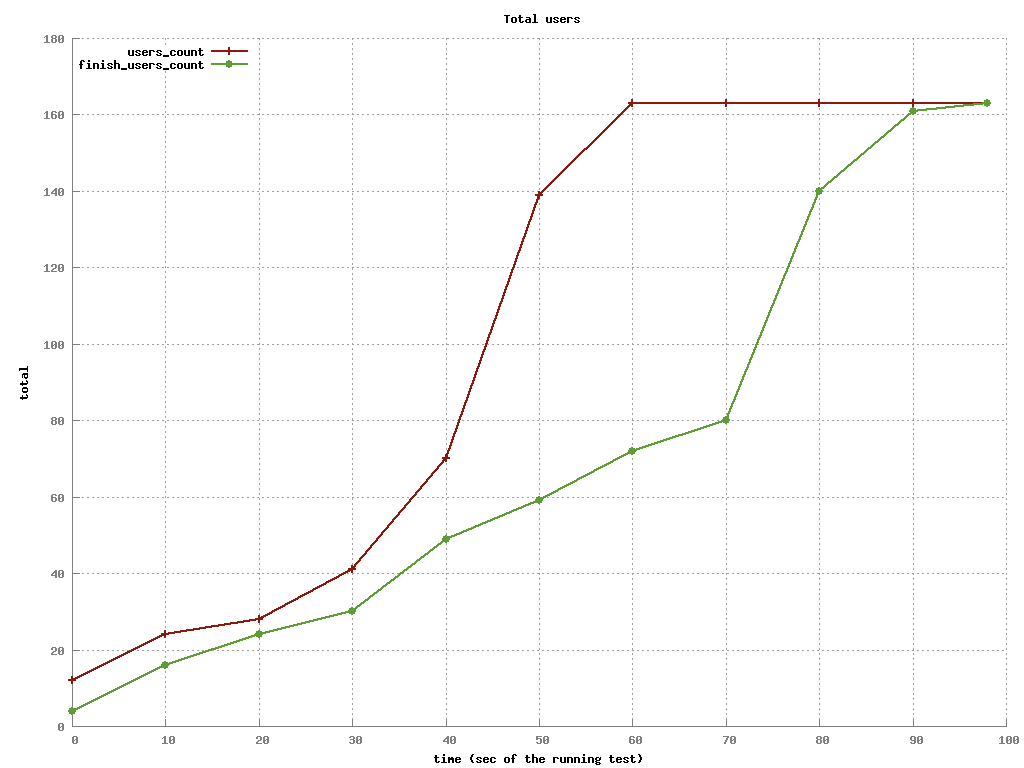 Total users
180
users_count
finish_users_count
160
140
120
100
total
80
60
40
20
0
0 10 20 30 40 50 60 70 80 90 100
time (sec of the running test)